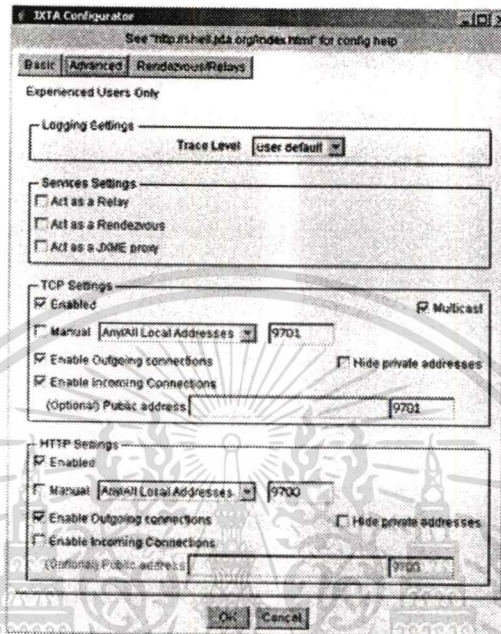 JXTA Configurator
See "http://shell.jxta.org/index.html" for config help
Basic Advanced Rendezvous/Relays
Experienced Users Only
Logging Settings
Trace Level user default
Services Settings
Act as a Relay
Act as a Rendezvous
Act as a JXME proxy
TCP Settings
Enabled Multicast
Manual Any/All Local Addresses 9701
Enable Outgoing connections Hide private addresses
Enable Incoming Connections
(Optional) Public address 9701
HTTP Settings
Enabled
Manual Any/All Local Addresses 9700
Enable Outgoing connections Hide private addresses
Enable Incoming Connections
(Optional) Public address 9700
OK Cancel